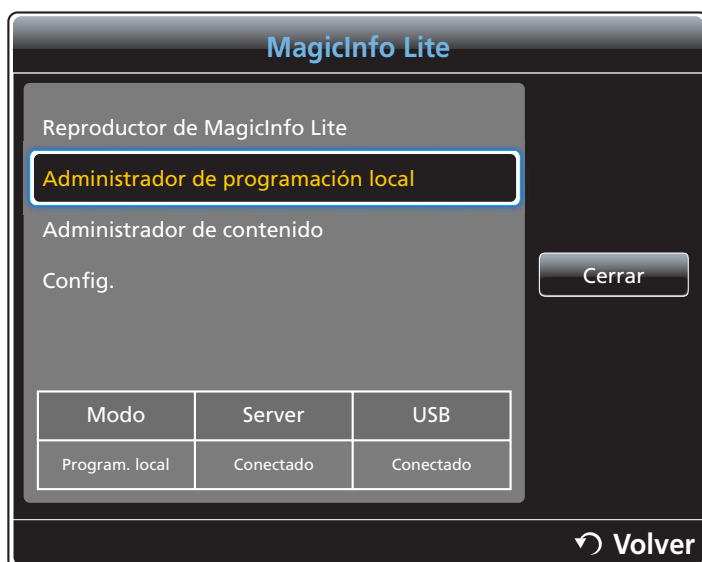 MagicInfo Lite
Reproductor de MagicInfo Lite
Administrador de programación local
Administrador de contenido
Config.
Cerrar
Modo Server USB
Program. local Conectado Conectado
Volver